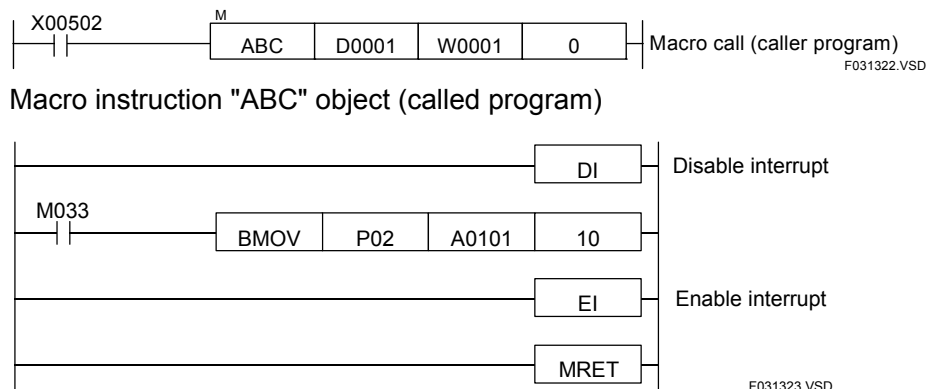 X00502
M
ABC D0001 W0001 0 Macro call (caller program)
F031322.VSD
Macro instruction "ABC" object (called program)
DI Disable interrupt
M033
BMOV P02 A0101 10
EI Enable interrupt
MRET
F031323.VSD